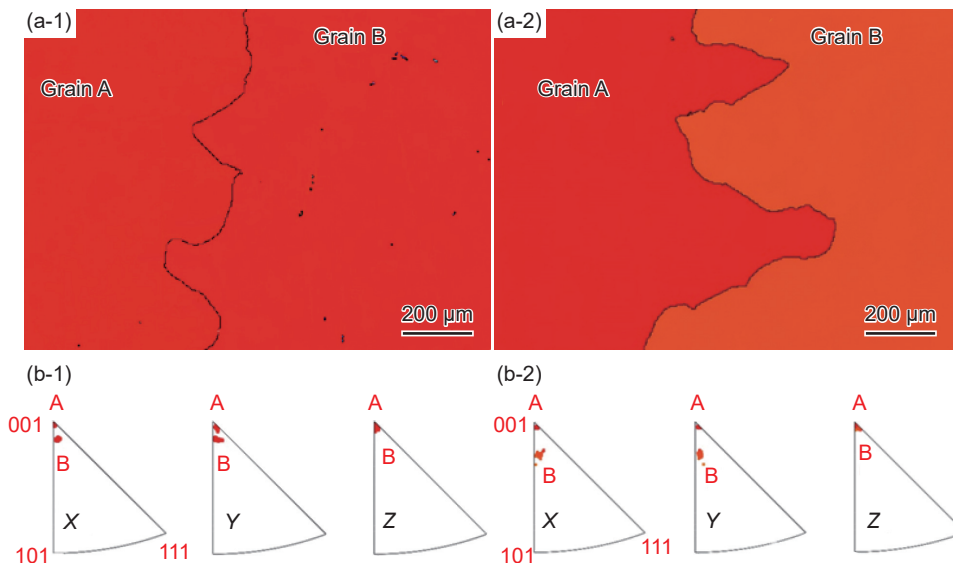 (a-1)
Grain B
Grain A
200 μm
(a-2)
Grain B
Grain A
200 μm
(b-1)
A
001
B
X
101
111
A
B
Y
A
Z
(b-2)
A
001
B
X
101
111
A
B
Y
A
Z